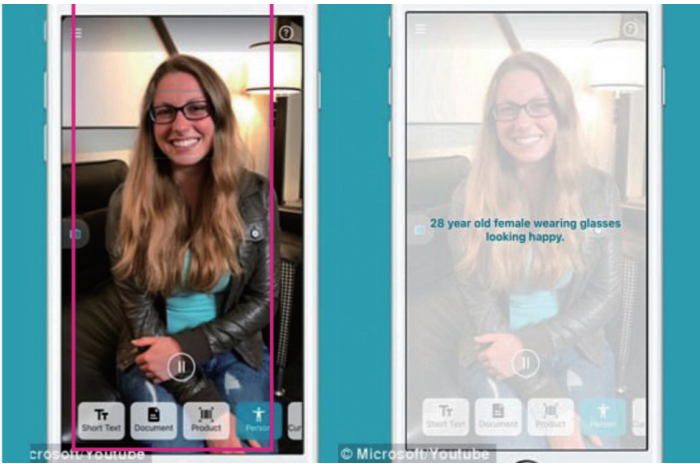 ?
Short Text
Document
Product
Person
crosoft/Youtube
?
28 year old female wearing glasses
looking happy.
Short Text
Document
Product
Person
© Microsoft/Youtube